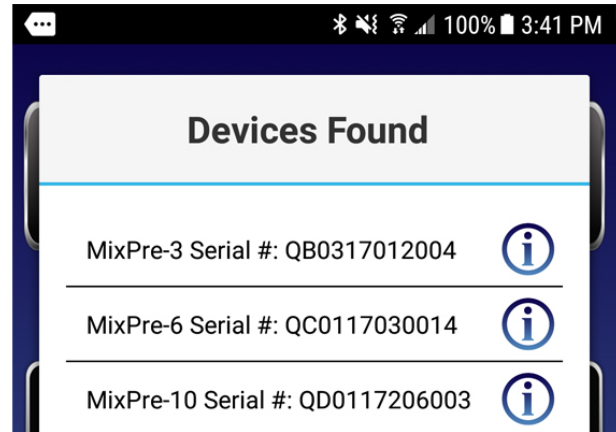 100% 3:41 PM
Devices Found
MixPre-3 Serial #: QB0317012004
MixPre-6 Serial #: QC0117030014
MixPre-10 Serial #: QD0117206003